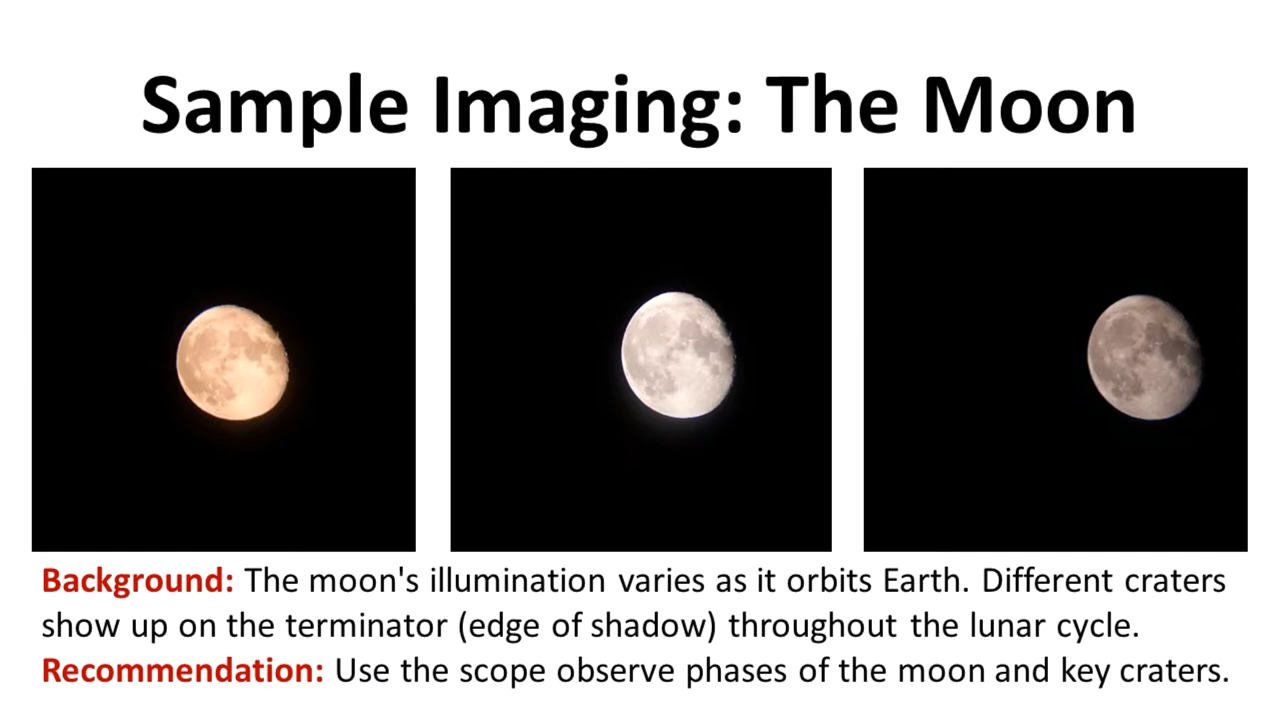 Sample Imaging: The Moon
Background: The moon's illumination varies as it orbits Earth. Different craters
show up on the terminator (edge of shadow) throughout the lunar cycle.
Recommendation: Use the scope observe phases of the moon and key craters.